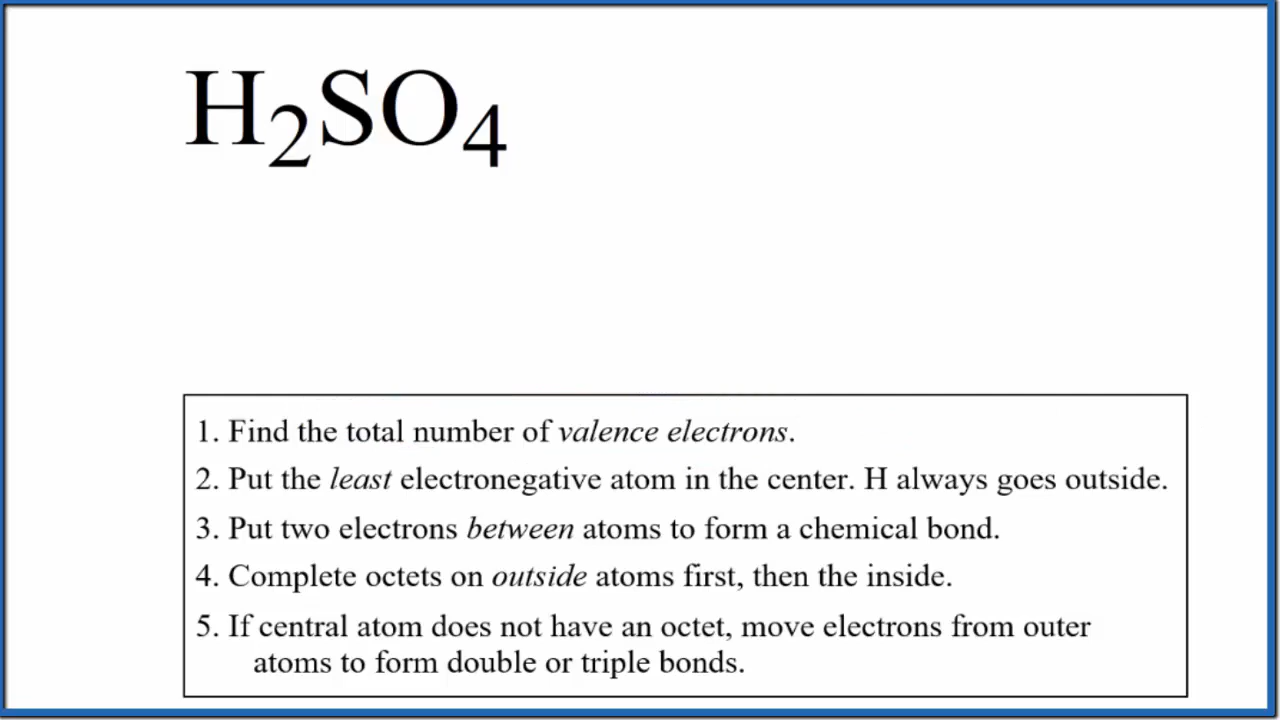 H₂SO₄
1. Find the total number of valence electrons.
2. Put the least electronegative atom in the center. H always goes outside.
3. Put two electrons between atoms to form a chemical bond.
4. Complete octets on outside atoms first, then the inside.
5. If central atom does not have an octet, move electrons from outer
atoms to form double or triple bonds.